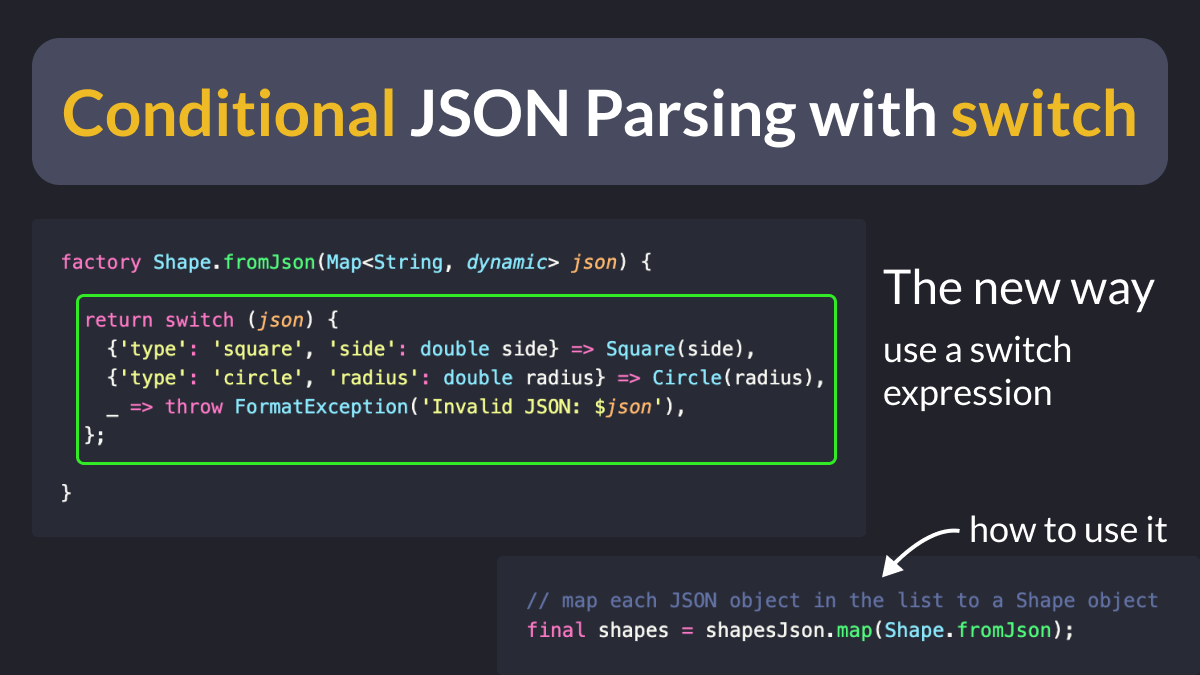 Conditional JSON Parsing with switch
factory Shape.fromJson(Map<String, dynamic> json) {
return switch (json) {
{'type': 'square', 'side': double side} => Square(side),
{'type': 'circle', 'radius': double radius} => Circle(radius),
_ => throw FormatException('Invalid JSON: $json'),
};
}
The new way
use a switch
expression
how to use it
// map each JSON object in the list to a Shape object
final shapes = shapesJson.map(Shape.fromJson);